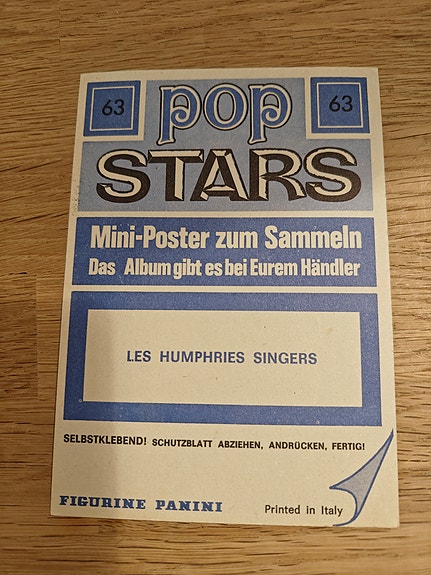 63 pop 63
STARS
Mini-Poster zum Sammeln
Das Album gibt es bei Eurem Händler
LES HUMPHRIES SINGERS
SELBSTKLEBEND! SCHUTZBLATT ABZIEHEN, ANDRÜCKEN, FERTIG!
FIGURINE PANINI
Printed in Italy